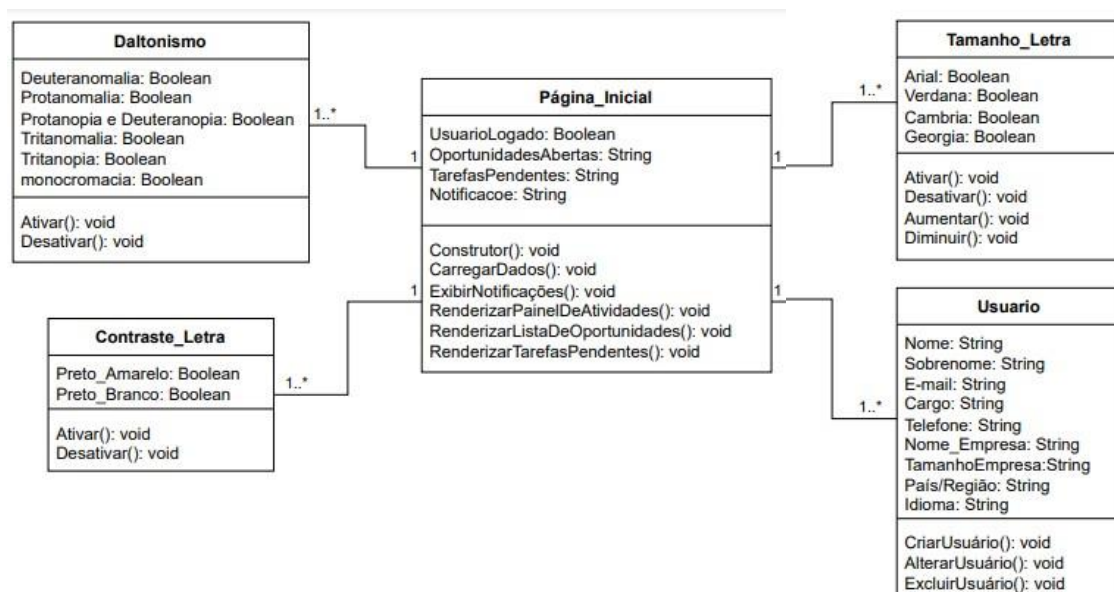 Daltonismo
Deuteranomalia: Boolean
Protanomalia: Boolean
Protanopia e Deuteranopia: Boolean
Tritanomalia: Boolean
Tritanopia: Boolean
monocromacia: Boolean
Ativar(): void
Desativar(): void
1..*
1
Página_Inicial
UsuarioLogado: Boolean
OportunidadesAbertas: String
TarefasPendentes: String
Notificacoe: String
Construtor(): void
CarregarDados(): void
ExibirNotificações(): void
RenderizarPainelDeAtividades(): void
RenderizarListaDeOportunidades(): void
RenderizarTarefasPendentes(): void
1
1..*
Tamanho_Letra
Arial: Boolean
Verdana: Boolean
Cambria: Boolean
Georgia: Boolean
Ativar(): void
Desativar(): void
Aumentar(): void
Diminuir(): void
1
1..*
Contraste_Letra
Preto_Amarelo: Boolean
Preto_Branco: Boolean
Ativar(): void
Desativar(): void
1
1..*
Usuario
Nome: String
Sobrenome: String
E-mail: String
Cargo: String
Telefone: String
Nome_Empresa: String
TamanhoEmpresa:String
País/Região: String
Idioma: String
CriarUsuário(): void
AlterarUsuário(): void
ExcluirUsuário(): void